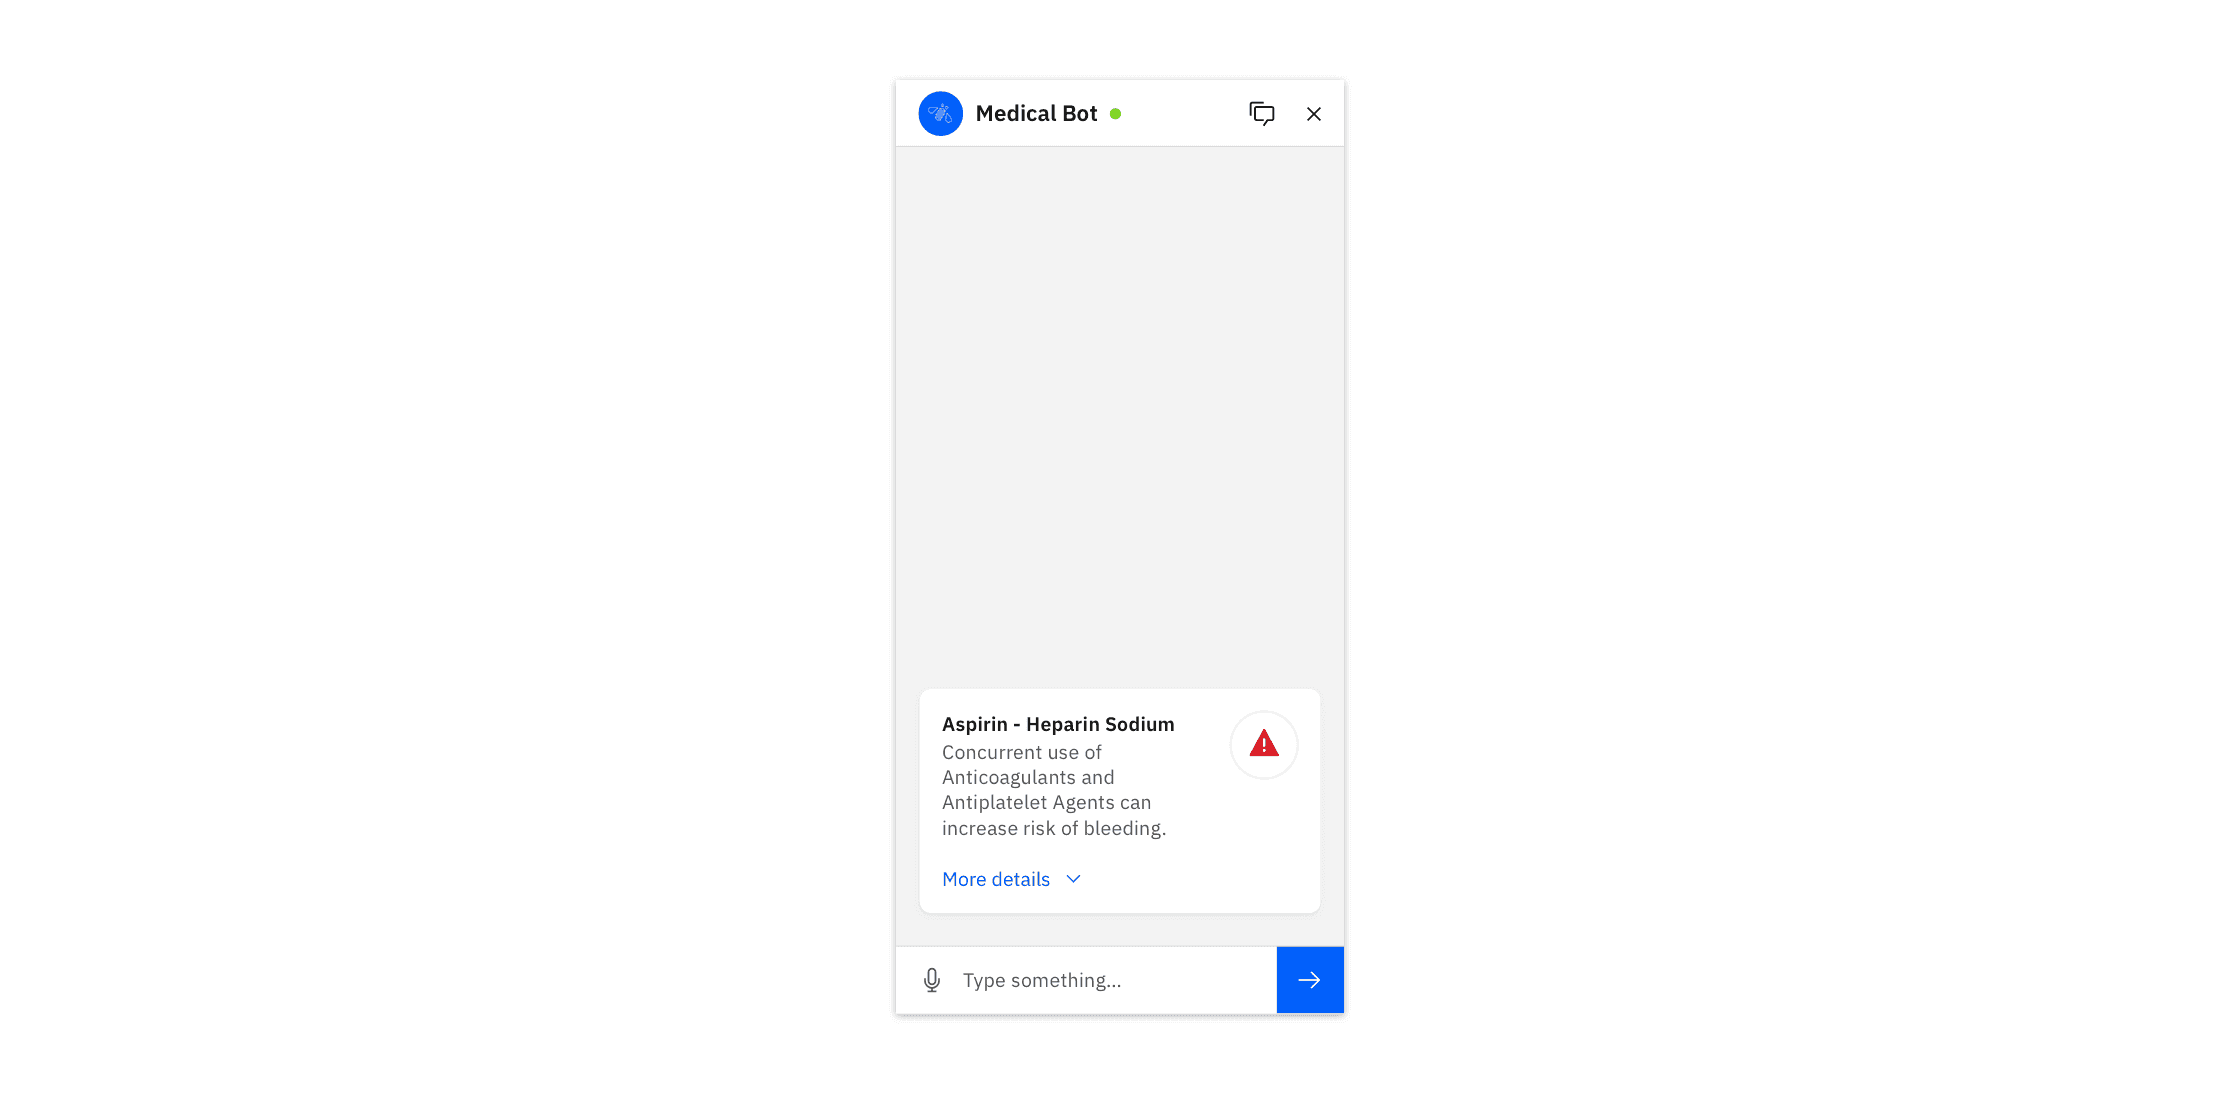 Medical Bot
Aspirin - Heparin Sodium
Concurrent use of
Anticoagulants and
Antiplatelet Agents can
increase risk of bleeding.
More details
Type something...